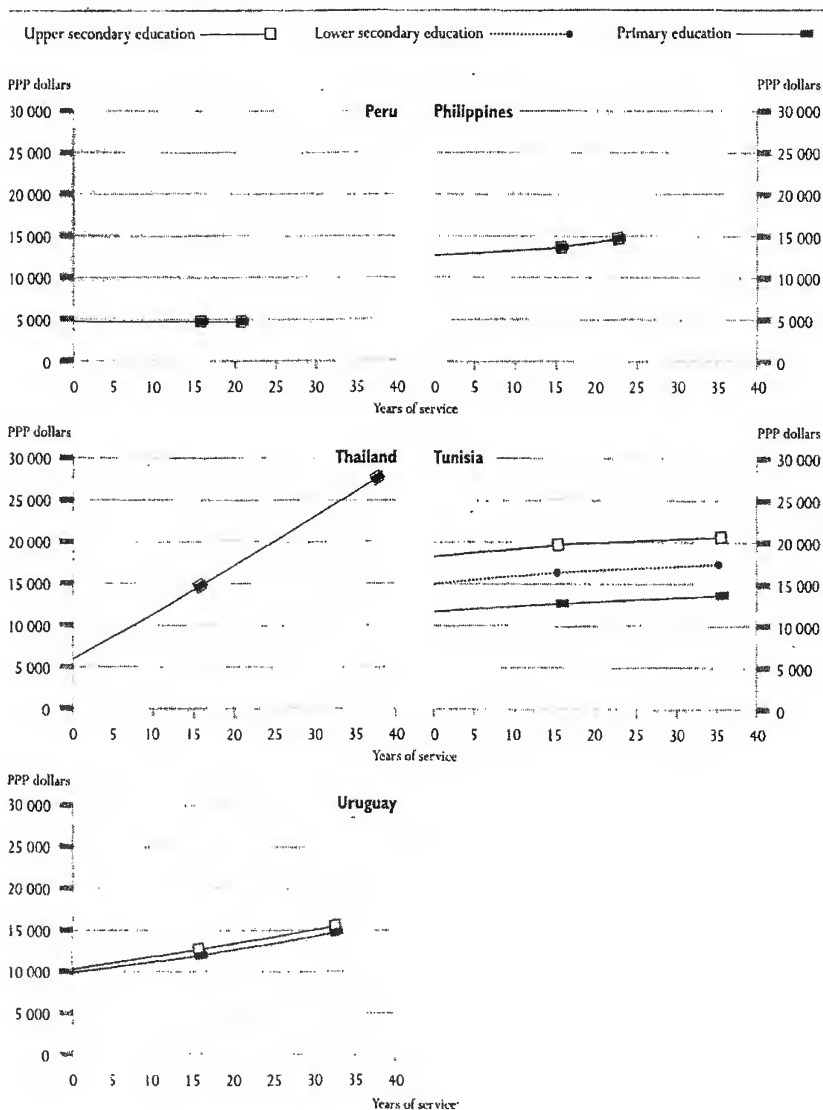 Upper secondary education Lower secondary education Primary education
PPP dollars PPP dollars
30 000 Peru Philippines 30 000
25 000 25 000
20 000 20 000
15 000 15 000
10 000 10 000
5 000 5 000
0 0
0 5 10 15 20 25 30 35 40 0 5 10 15 20 25 30 35 40
Years of service
PPP dollars PPP dollars
30 000 Thailand Tunisia 30 000
25 000 25 000
20 000 20 000
15 000 15 000
10 000 10 000
5 000 5 000
0 0
0 5 10 15 20 25 30 35 40 0 5 10 15 20 25 30 35 40
Years of service
PPP dollars
30 000 Uruguay
25 000
20 000
15 000
10 000
5 000
0
0 5 10 15 20 25 30 35 40
Years of service